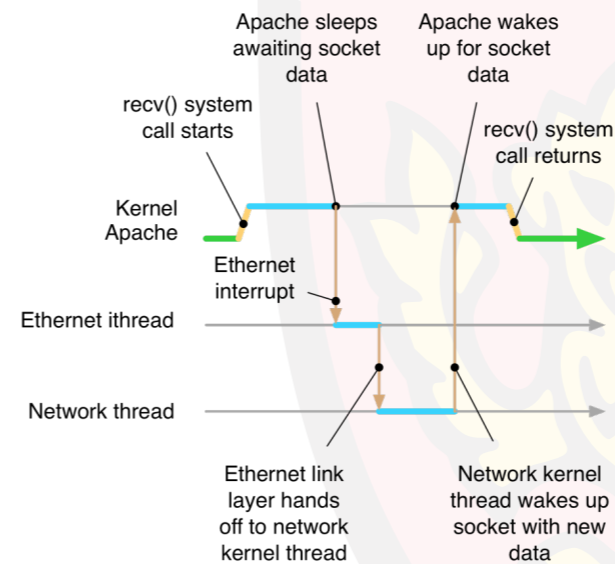 Apache sleeps
awaiting socket
data
Apache wakes
up for socket
data
recv() system
call starts
recv() system
call returns
Kernel
Apache
Ethernet
interrupt
Ethernet ithread
Network thread
Ethernet link
layer hands
off to network
kernel thread
Network kernel
thread wakes up
socket with new
data